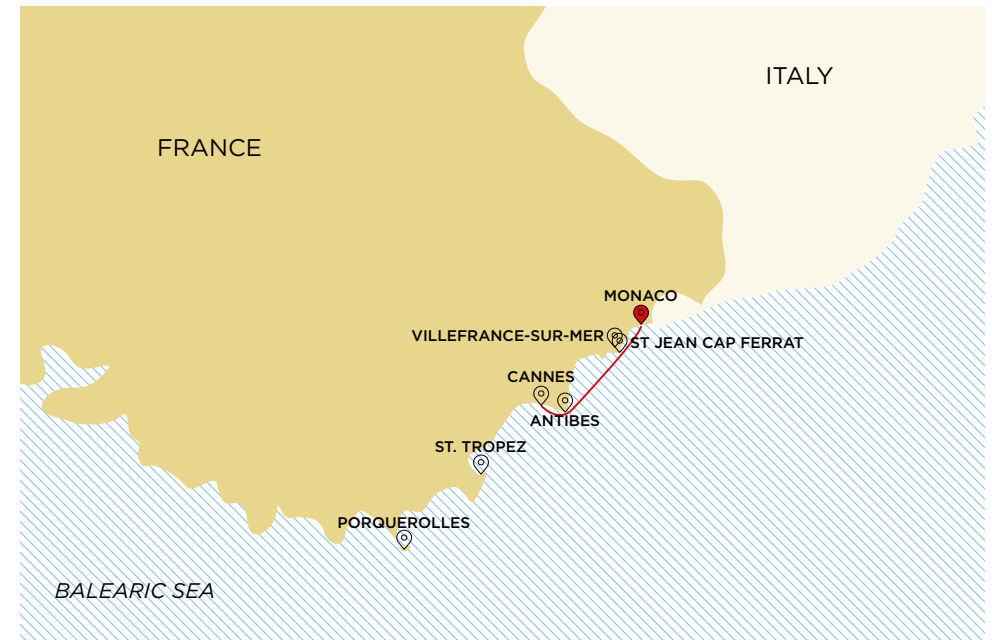 ITALY
FRANCE
MONACO
VILLEFRANCE-SUR-MER
ST JEAN CAP FERRAT
CANNES
ANTIBES
ST. TROPEZ
PORQUEROLLES
BALEARIC SEA